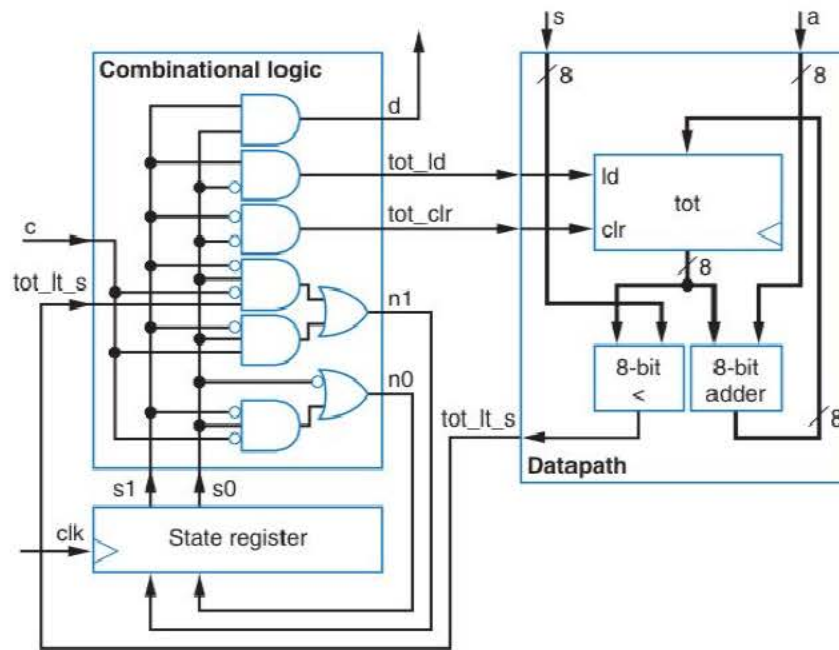 s
a
Combinational logic
8
8
d
tot_ld
ld
tot
tot_clr
clr
c
tot_lt_s
8
n1
n0
8-bit
<
8-bit
adder
tot_lt_s
8
Datapath
s1
s0
clk
State register